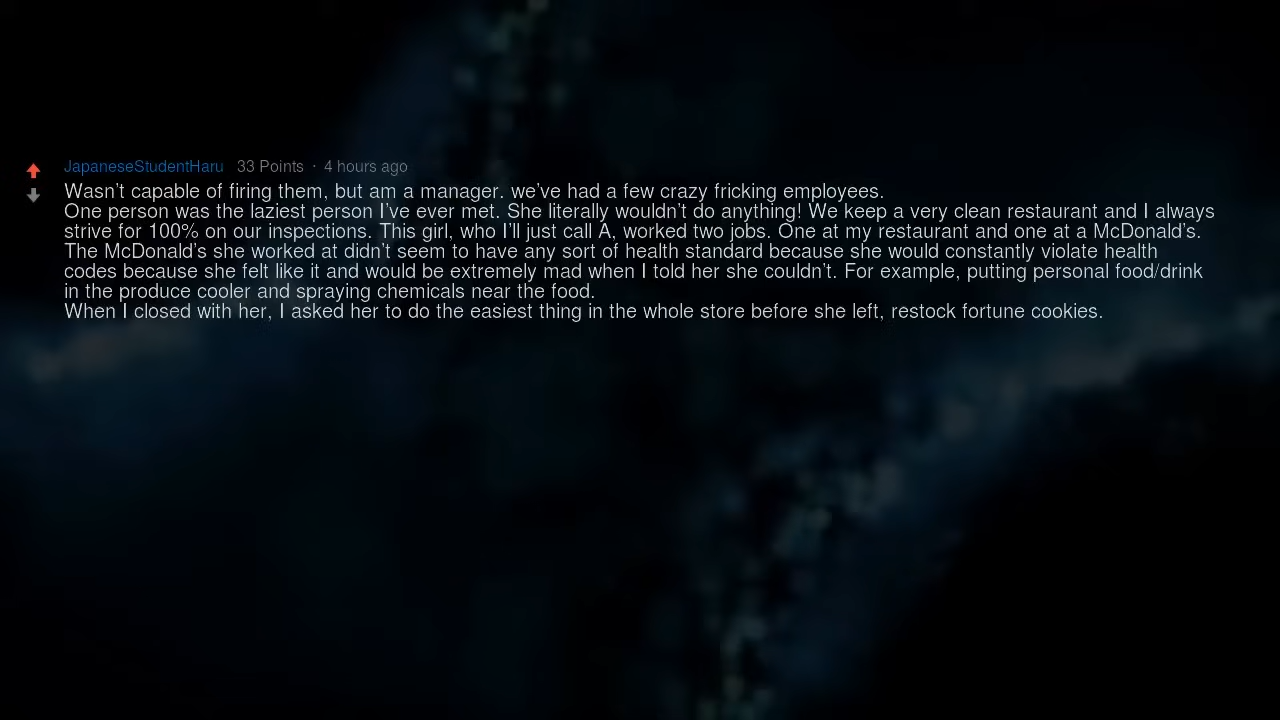 JapaneseStudentHaru 33 Points · 4 hours ago
Wasn't capable of firing them, but am a manager. we've had a few crazy fricking employees.
One person was the laziest person I've ever met. She literally wouldn't do anything! We keep a very clean restaurant and I always
strive for 100% on our inspections. This girl, who I'll just call A, worked two jobs. One at my restaurant and one at a McDonald's.
The McDonald's she worked at didn't seem to have any sort of health standard because she would constantly violate health
codes because she felt like it and would be extremely mad when I told her she couldn't. For example, putting personal food/drink
in the produce cooler and spraying chemicals near the food.
When I closed with her, I asked her to do the easiest thing in the whole store before she left, restock fortune cookies.